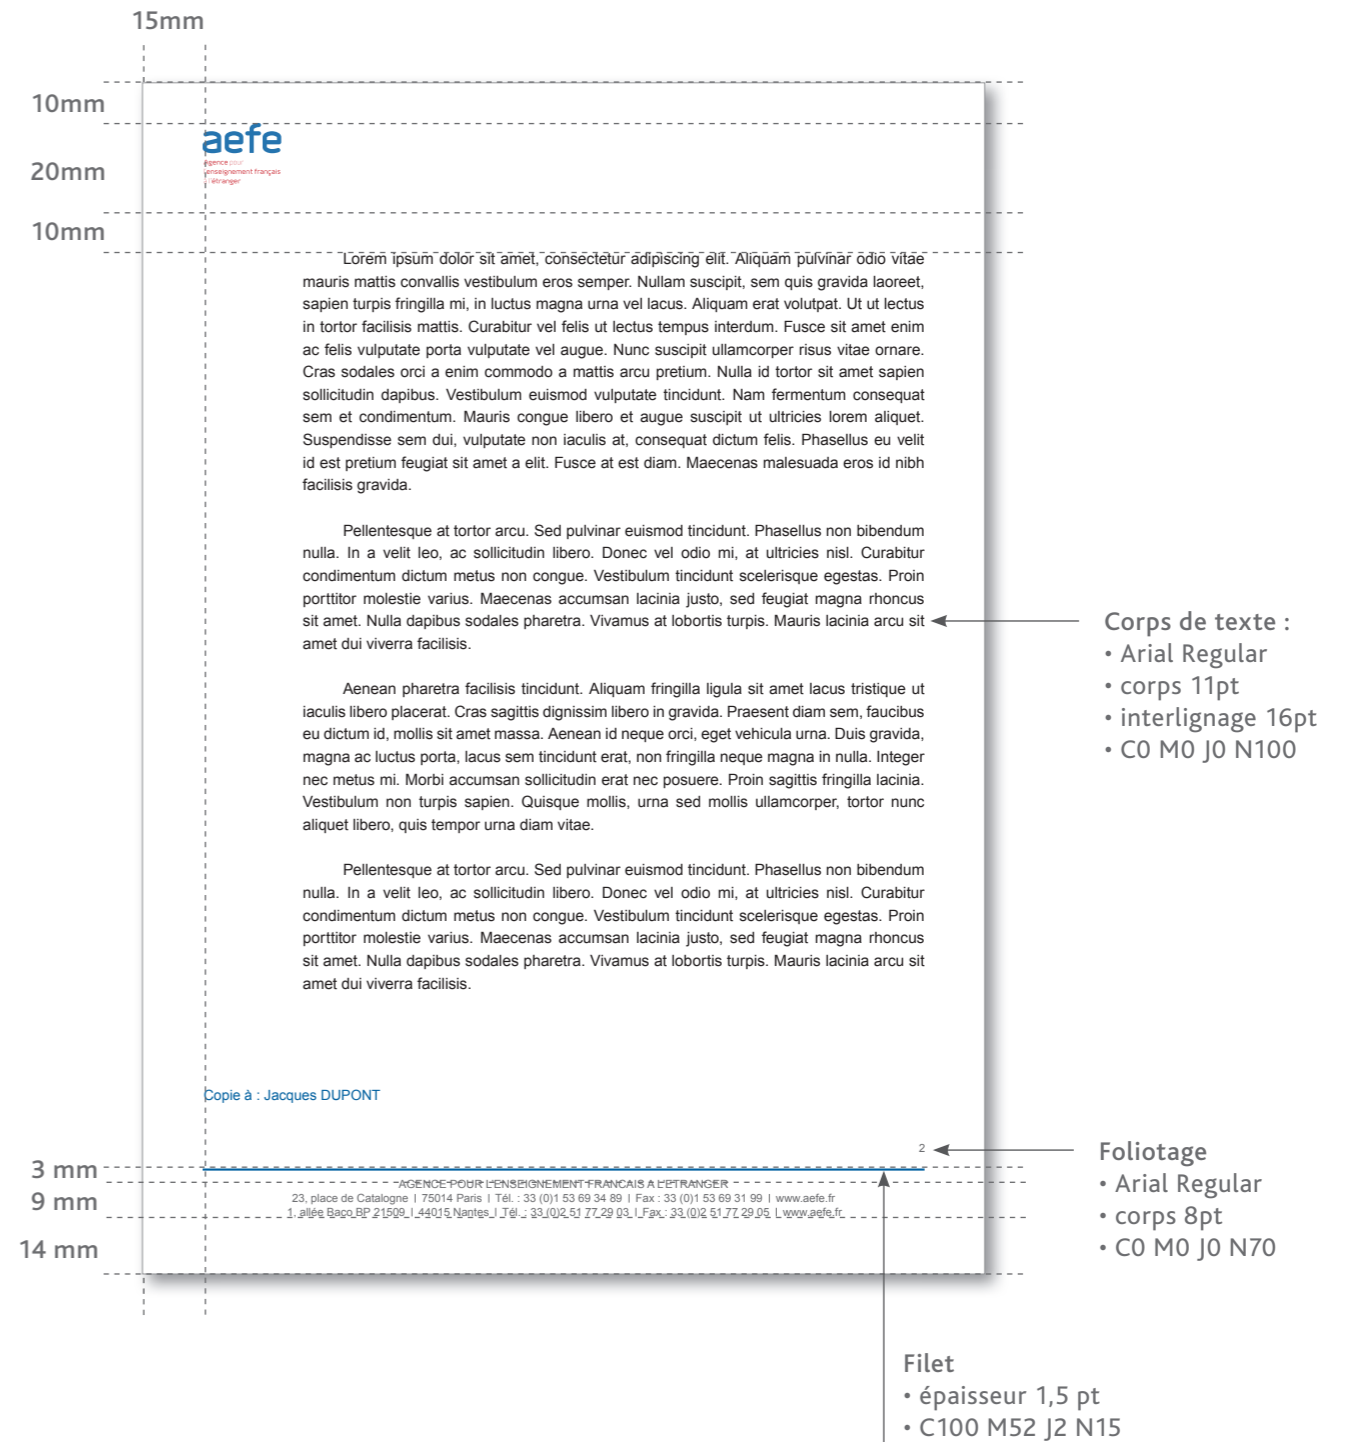 15mm
10mm
aefe
agence pour
l'enseignement français
à l'étranger
20mm
10mm
Lorem ipsum dolor sit amet, consectetur adipiscing elit. Aliquam pulvinar odio vitae
mauris mattis convallis vestibulum eros semper. Nullam suscipit, sem quis gravida laoreet,
sapien turpis fringilla mi, in luctus magna urna vel lacus. Aliquam erat volutpat. Ut ut lectus
in tortor facilisis mattis. Curabitur vel felis ut lectus tempus interdum. Fusce sit amet enim
ac felis vulputate porta vulputate vel augue. Nunc suscipit ullamcorper risus vitae ornare.
Cras sodales orci a enim commodo a mattis arcu pretium. Nulla id tortor sit amet sapien
sollicitudin dapibus. Vestibulum euismod vulputate tincidunt. Nam fermentum consequat
sem et condimentum. Mauris congue libero et augue suscipit ut ultricies lorem aliquet.
Suspendisse sem dui, vulputate non iaculis at, consequat dictum felis. Phasellus eu velit
id est pretium feugiat sit amet a elit. Fusce at est diam. Maecenas malesuada eros id nibh
facilisis gravida.
Pellentesque at tortor arcu. Sed pulvinar euismod tincidunt. Phasellus non bibendum
nulla. In a velit leo, ac sollicitudin libero. Donec vel odio mi, at ultricies nisl. Curabitur
condimentum dictum metus non congue. Vestibulum tincidunt scelerisque egestas. Proin
porttitor molestie varius. Maecenas accumsan lacinia justo, sed feugiat magna rhoncus
sit amet. Nulla dapibus sodales pharetra. Vivamus at lobortis turpis. Mauris lacinia arcu sit
amet dui viverra facilisis.
Corps de texte :
• Arial Regular
• corps 11pt
• interlignage 16pt
• C0 M0 J0 N100
Aenean pharetra facilisis tincidunt. Aliquam fringilla ligula sit amet lacus tristique ut
iaculis libero placerat. Cras sagittis dignissim libero in gravida. Praesent diam sem, faucibus
eu dictum id, mollis sit amet massa. Aenean id neque orci, eget vehicula urna. Duis gravida,
magna ac luctus porta, lacus sem tincidunt erat, non fringilla neque magna in nulla. Integer
nec metus mi. Morbi accumsan sollicitudin erat nec posuere. Proin sagittis fringilla lacinia.
Vestibulum non turpis sapien. Quisque mollis, urna sed mollis ullamcorper, tortor nunc
aliquet libero, quis tempor urna diam vitae.
Pellentesque at tortor arcu. Sed pulvinar euismod tincidunt. Phasellus non bibendum
nulla. In a velit leo, ac sollicitudin libero. Donec vel odio mi, at ultricies nisl. Curabitur
condimentum dictum metus non congue. Vestibulum tincidunt scelerisque egestas. Proin
porttitor molestie varius. Maecenas accumsan lacinia justo, sed feugiat magna rhoncus
sit amet. Nulla dapibus sodales pharetra. Vivamus at lobortis turpis. Mauris lacinia arcu sit
amet dui viverra facilisis.
Copie à : Jacques DUPONT
2
Foliotage
• Arial Regular
• corps 8pt
• C0 M0 J0 N70
3 mm
9 mm
14 mm
AGENCE POUR L'ENSEIGNEMENT FRANCAIS A L'ETRANGER
23, place de Catalogne | 75014 Paris | Tél. : 33 (0)1 53 69 34 89 | Fax : 33 (0)1 53 69 31 99 | www.aefe.fr
1, allée Baco BP 21509 | 44015 Nantes | Tél. : 33 (0)2 51 77 29 03 | Fax : 33 (0)2 51 77 29 05 | www.aefe.fr
Filet
• épaisseur 1,5 pt
• C100 M52 J2 N15